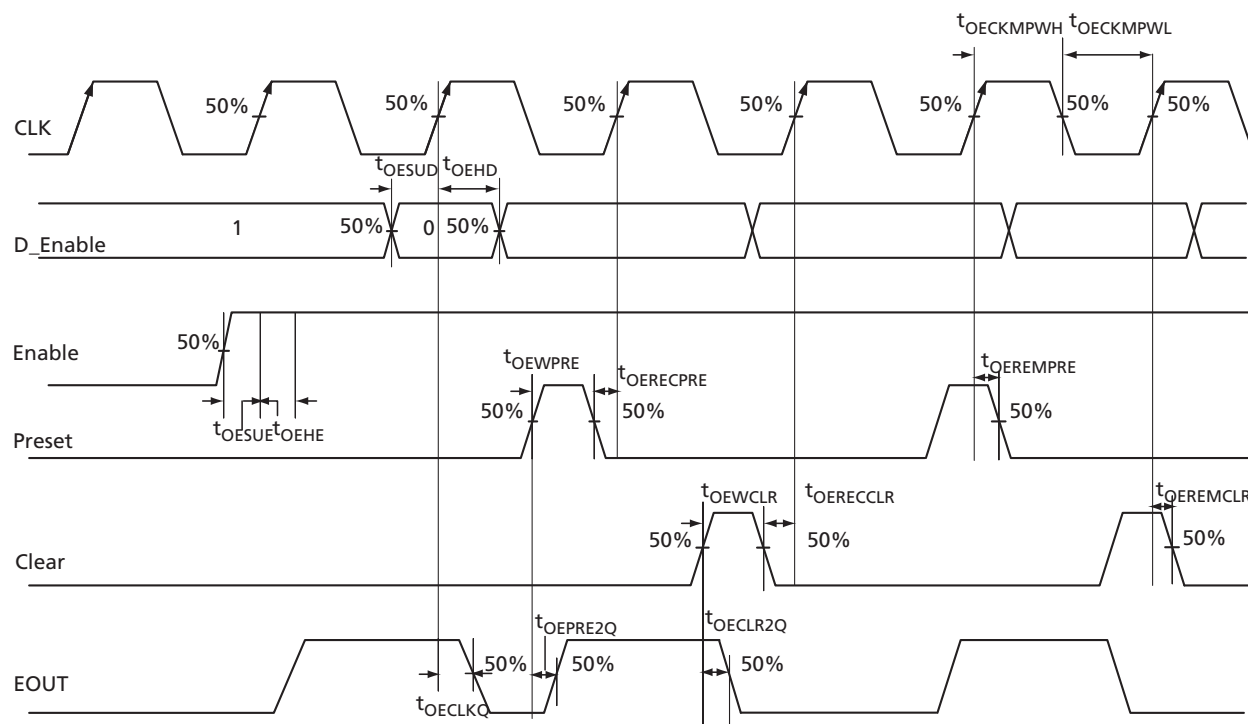 tOECKMPWH tOECKMPWL
50% 50% 50% 50% 50% 50% 50%
CLK
tOESUD tOEHD
1 50% 0 50%
D_Enable
50%
Enable
tOESUE tOEHE
tOEWPRE tOERECPRE tOEREMPRE
50% 50% 50%
Preset
tOEWCLR tOERECCLR tOEREMCLR
50% 50% 50%
Clear
tOEPRE2Q tOECLR2Q
50% 50% 50%
EOUT
tOECLKQ